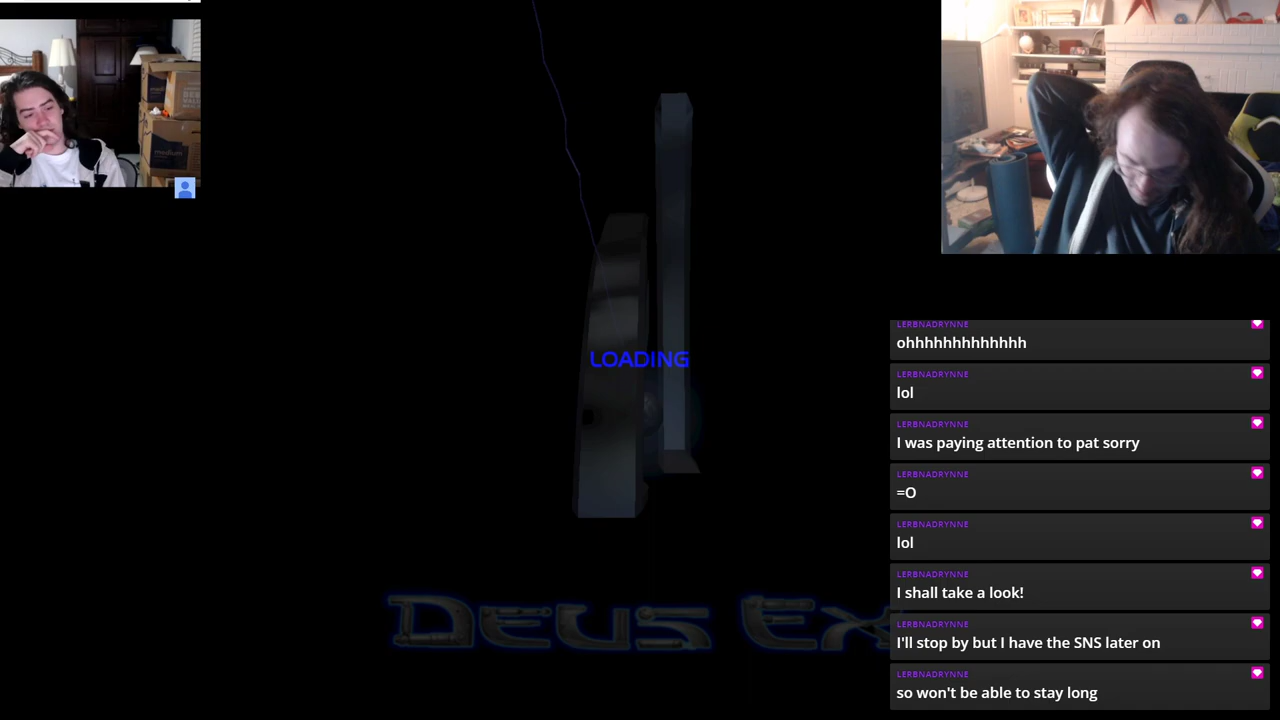 LOADING
DEUS EX
LERBNADRYNNE
ohhhhhhhhhhhhh
LERBNADRYNNE
lol
LERBNADRYNNE
I was paying attention to pat sorry
LERBNADRYNNE
=O
LERBNADRYNNE
lol
LERBNADRYNNE
I shall take a look!
LERBNADRYNNE
I'll stop by but I have the SNS later on
LERBNADRYNNE
so won't be able to stay long